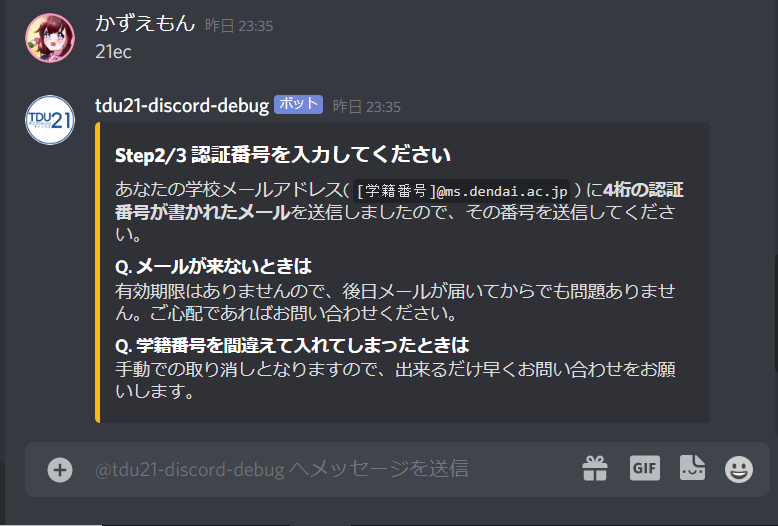 かずえもん 昨日 23:35
21ec
TDU 21
tdu21-discord-debug ボット 昨日 23:35
Step2/3 認証番号を入力してください
あなたの学校メールアドレス( [学籍番号]@ms.dendai.ac.jp ) に4桁の認証
番号が書かれたメールを送信しましたので、その番号を送信してくださ
い。
Q. メールが来ないときは
有効期限はありませんので、後日メールが届いてからでも問題ありませ
ん。ご心配であればお問い合わせください。
Q. 学籍番号を間違えて入れてしまったときは
手動での取り消しとなりますので、出来るだけ早くお問い合わせをお願
いします。
@tdu21-discord-debug へメッセージを送信
GIF